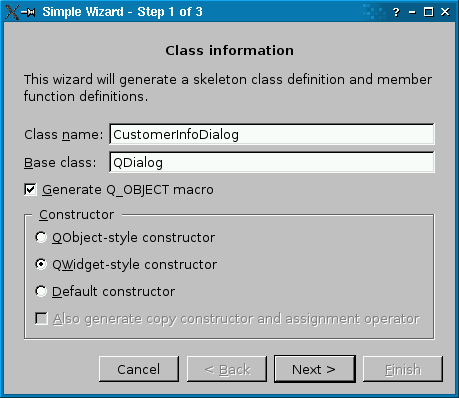 Simple Wizard - Step 1 of 3
Class information
This wizard will generate a skeleton class definition and member
function definitions.
Class name: CustomerInfoDialog
Base class: QDialog
Generate Q_OBJECT macro
Constructor
QObject-style constructor
QWidget-style constructor
Default constructor
Also generate copy constructor and assignment operator
Cancel < Back Next > Finish